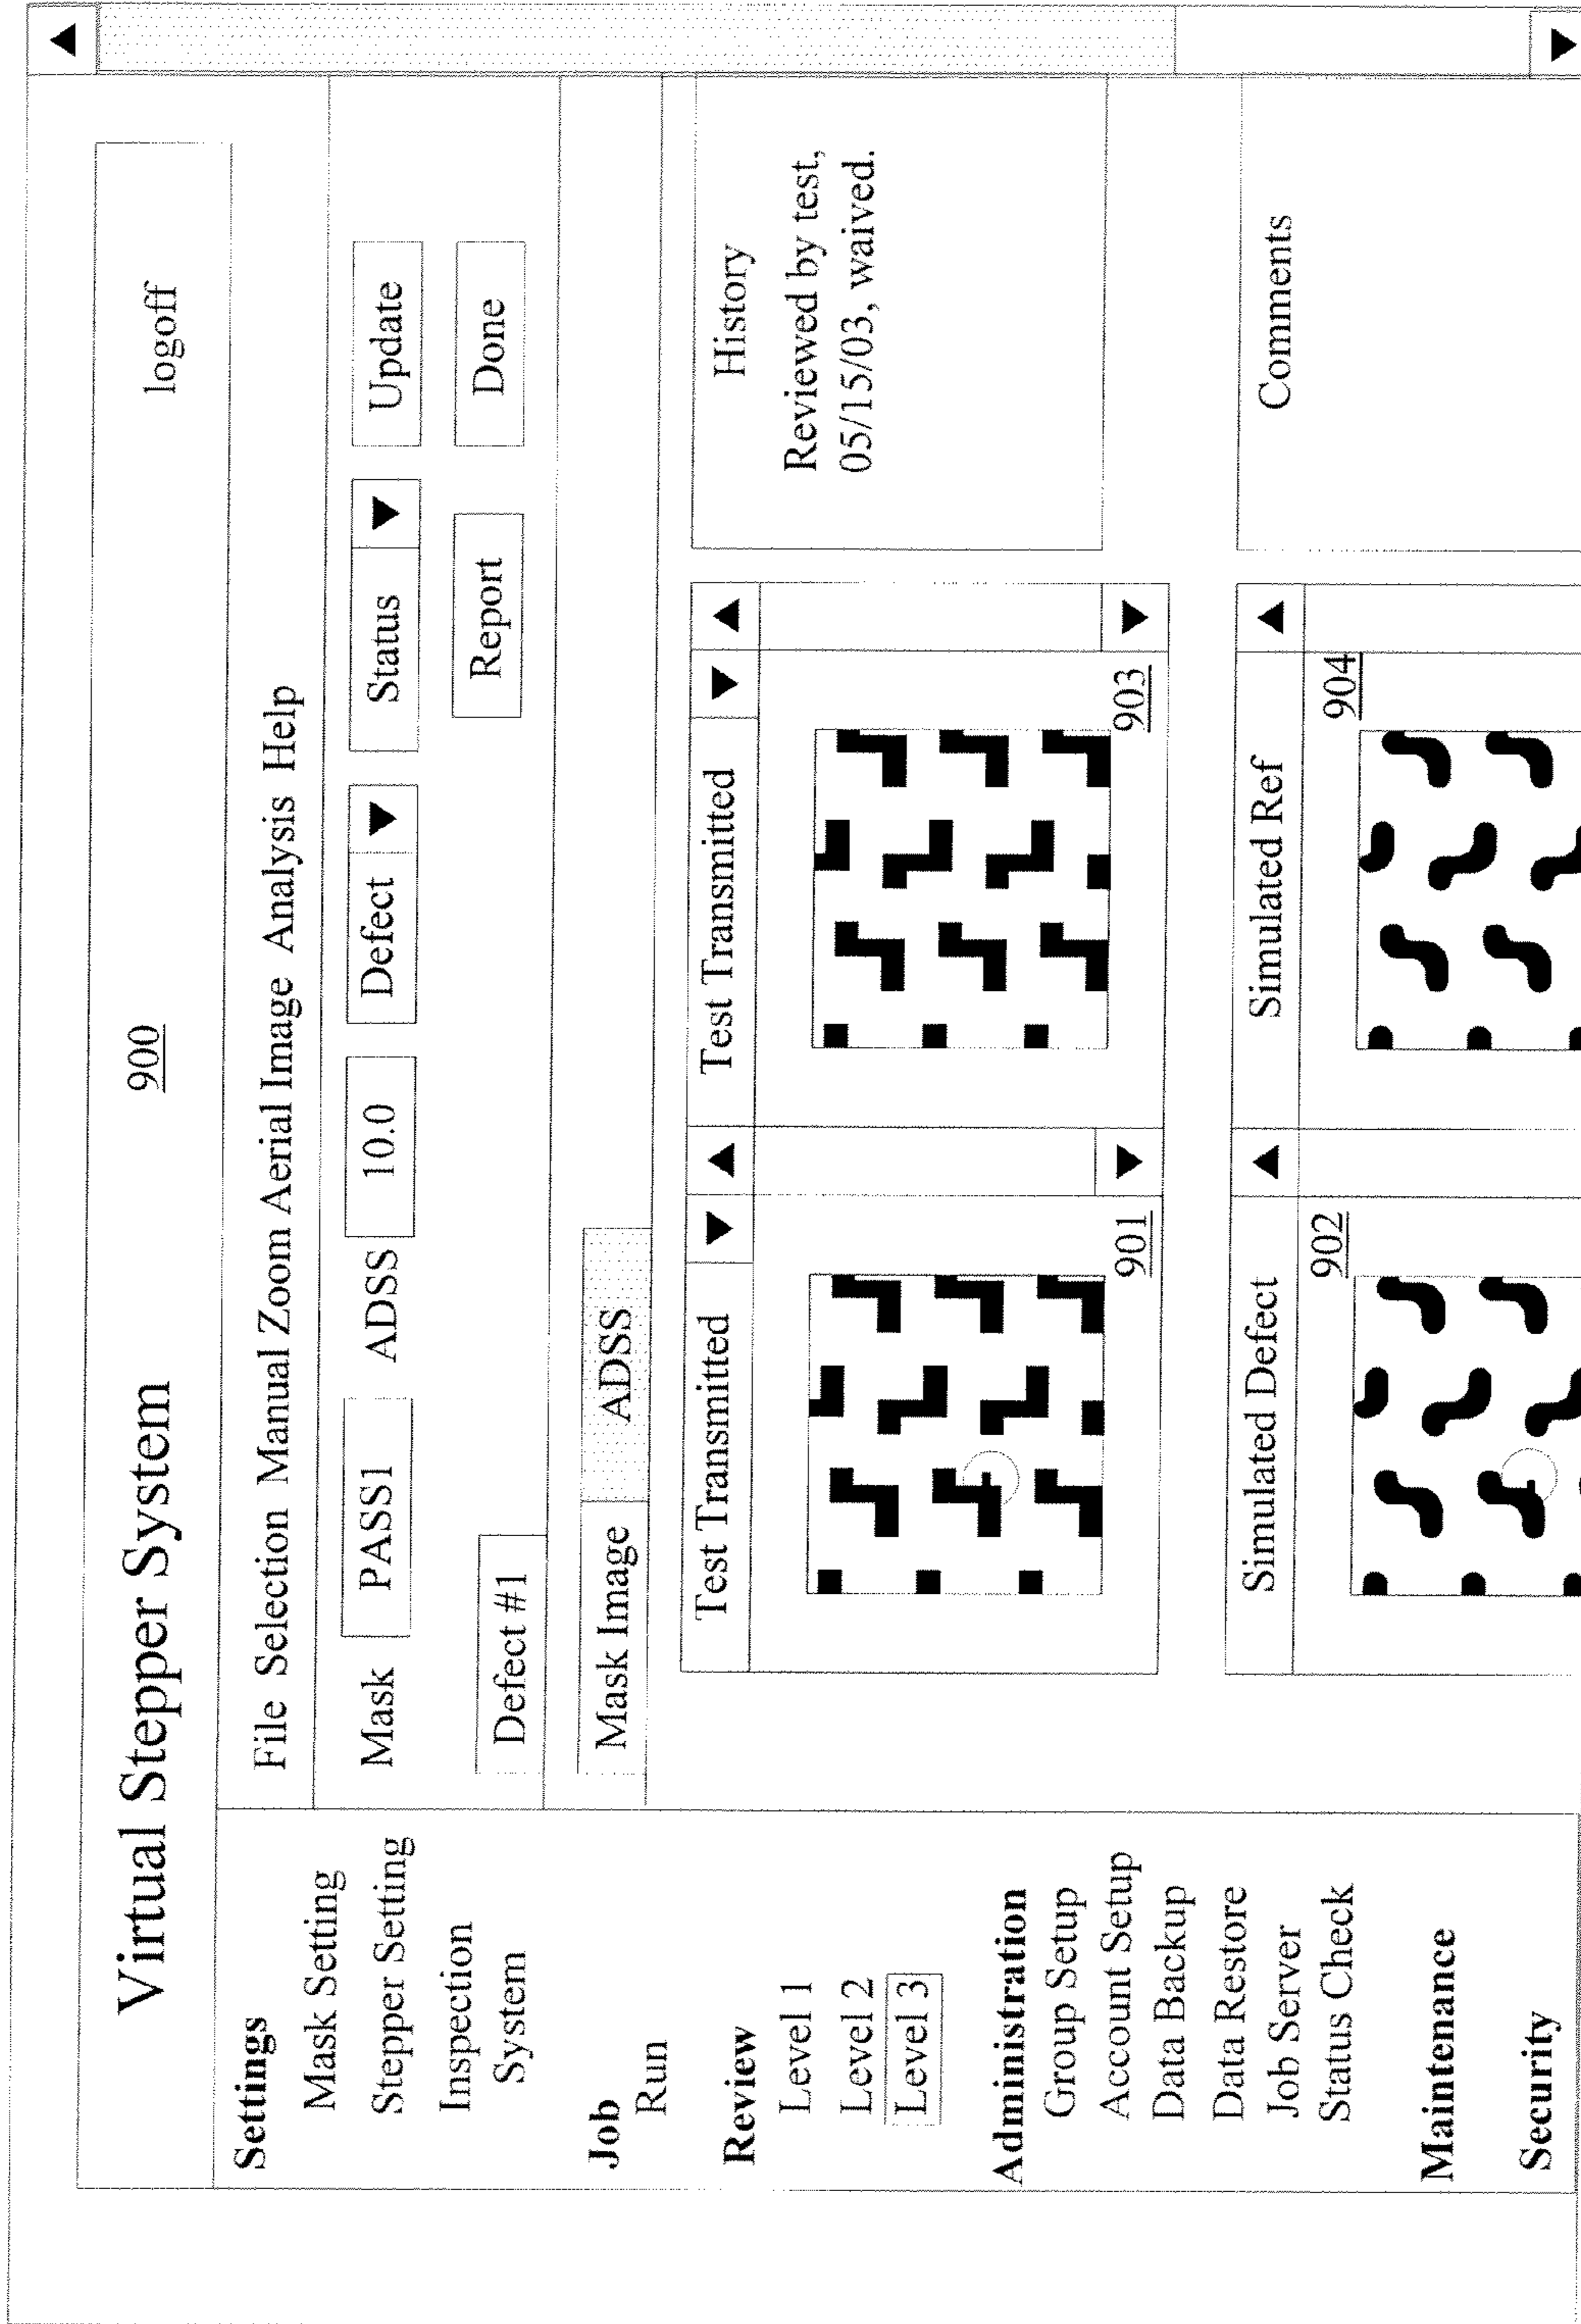 Virtual Stepper System
900
logoff
Settings
Mask Setting
Stepper Setting
Inspection
System
Job
Run
Review
Level 1
Level 2
Level 3
Administration
Group Setup
Account Setup
Data Backup
Data Restore
Job Server
Status Check
Maintenance
Security
File Selection Manual Zoom Aerial Image Analysis Help
Mask PASS1 ADSS 10.0 Defect Status Update
Defect #1 Report Done
Mask Image ADSS
Test Transmitted
901
Test Transmitted
903
History
Reviewed by test,
05/15/03, waived.
Simulated Defect
902
Simulated Ref
904
Comments